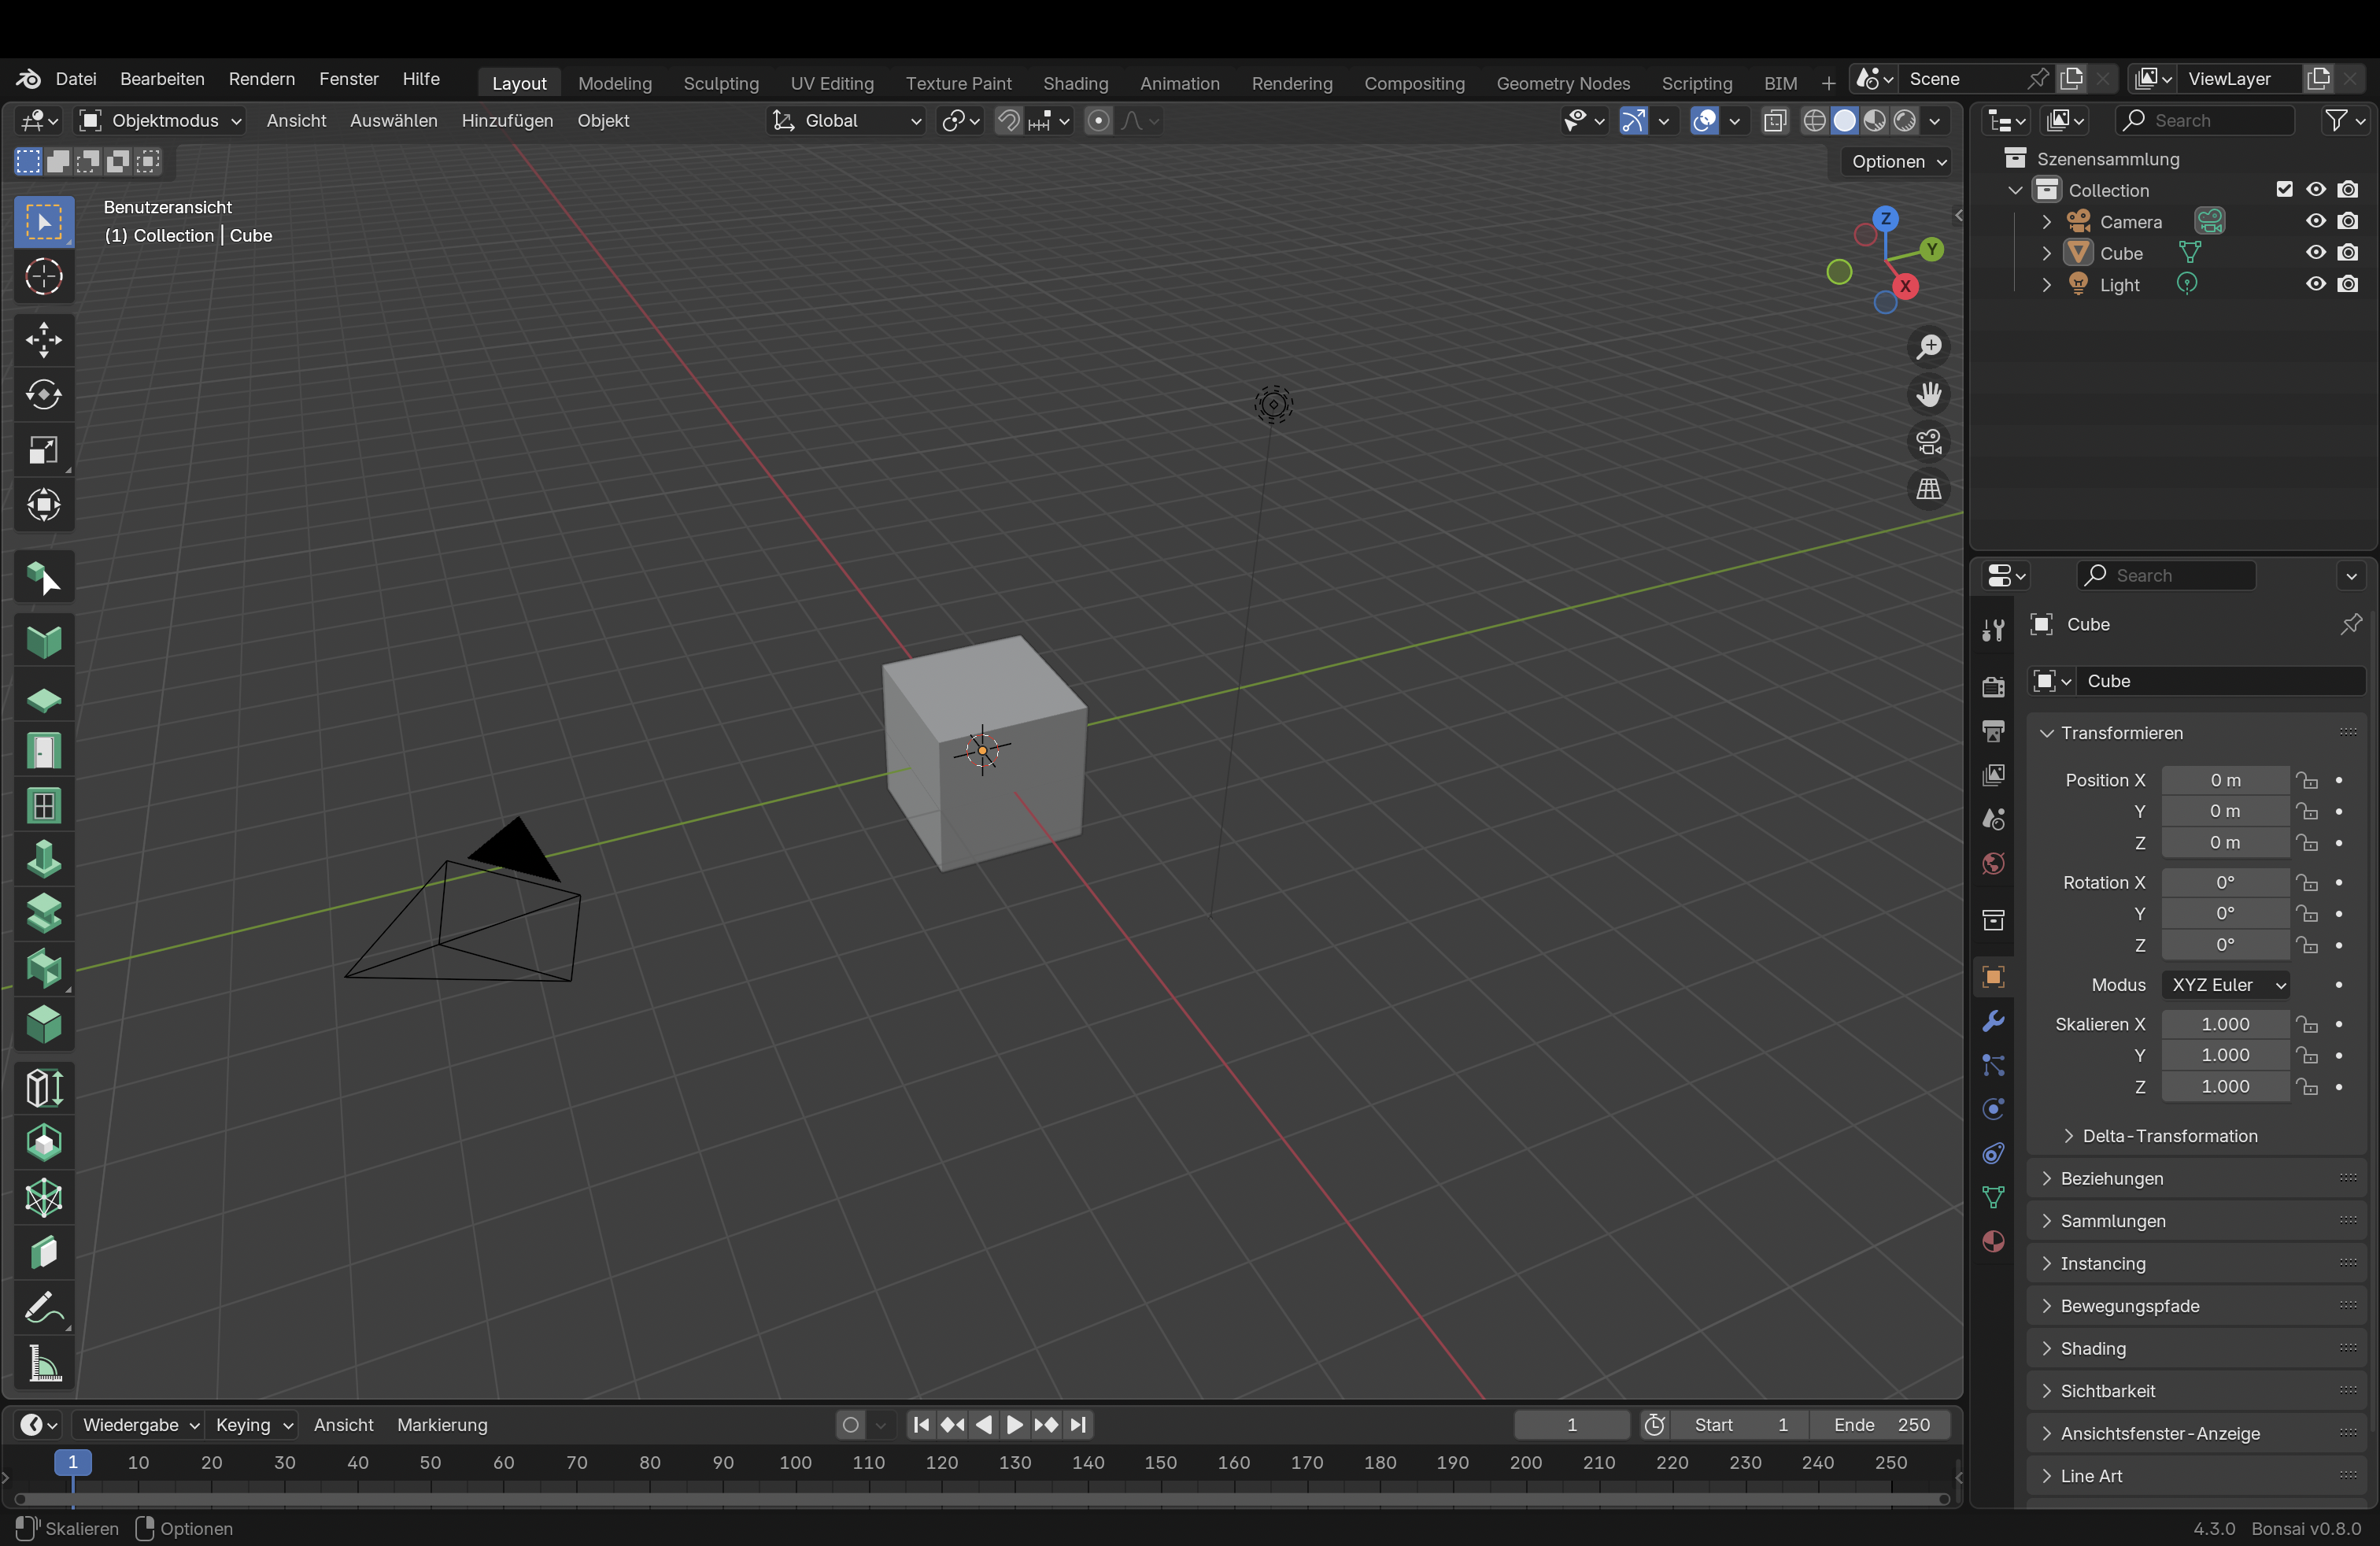 Datei Bearbeiten Rendern Fenster Hilfe Layout Modeling Sculpting UV Editing Texture Paint Shading Animation Rendering Compositing Geometry Nodes Scripting BIM + Scene ViewLayer
Objektmodus Ansicht Auswählen Hinzufügen Objekt Global
Optionen
Benutzeransicht
(1) Collection | Cube
Z
Y
X
Search
Szenensammlung
Collection
Camera
Cube
Light
Search
Cube
Cube
Transformieren
Position X 0 m
Y 0 m
Z 0 m
Rotation X 0°
Y 0°
Z 0°
Modus XYZ Euler
Skalieren X 1.000
Y 1.000
Z 1.000
Delta-Transformation
Beziehungen
Sammlungen
Instancing
Bewegungspfade
Shading
Sichtbarkeit
Ansichtsfenster-Anzeige
Line Art
Wiedergabe Keying Ansicht Markierung 1 Start 1 Ende 250
1 10 20 30 40 50 60 70 80 90 100 110 120 130 140 150 160 170 180 190 200 210 220 230 240 250
Skalieren Optionen 4.3.0 Bonsai v0.8.0